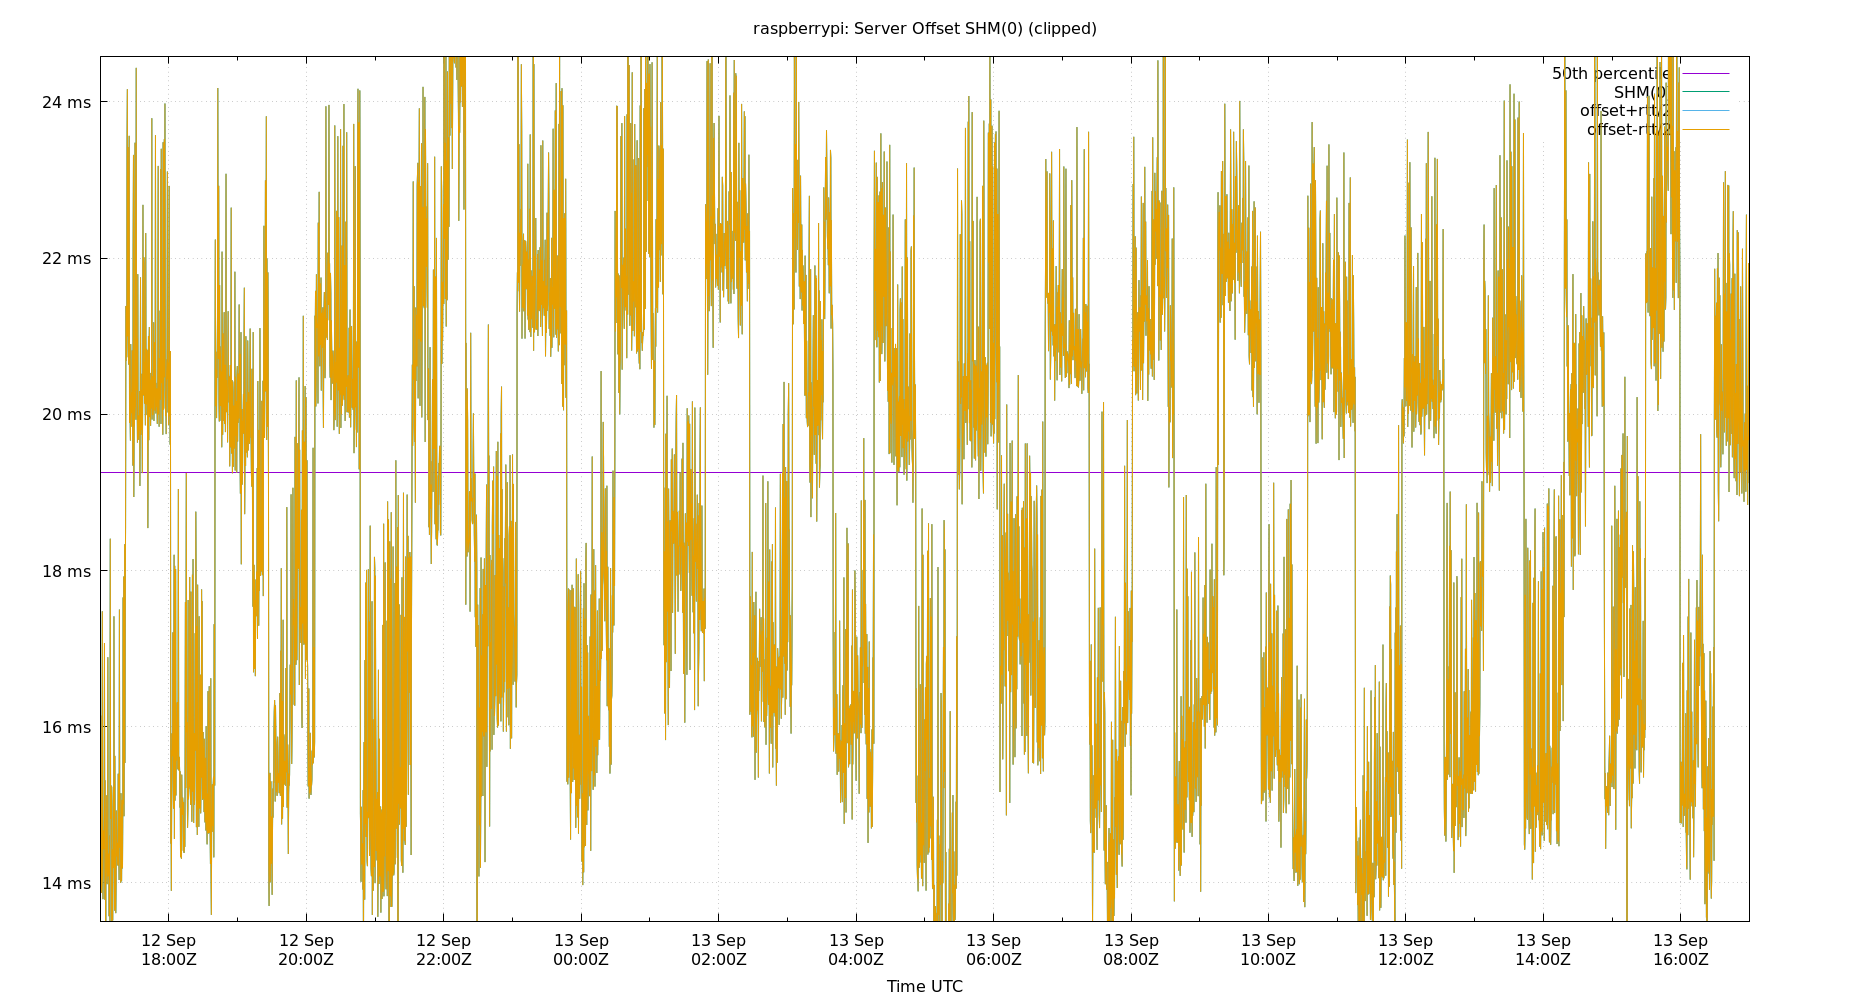 raspberrypi: Server Offset SHM(0) (clipped)
50th percentile
SHM(0)
offset+rtt/2
offset-rtt/2
24 ms
22 ms
20 ms
18 ms
16 ms
14 ms
12 Sep 12 Sep 12 Sep 13 Sep 13 Sep 13 Sep 13 Sep 13 Sep 13 Sep 13 Sep 13 Sep 13 Sep
18:00Z 20:00Z 22:00Z 00:00Z 02:00Z 04:00Z 06:00Z 08:00Z 10:00Z 12:00Z 14:00Z 16:00Z
Time UTC